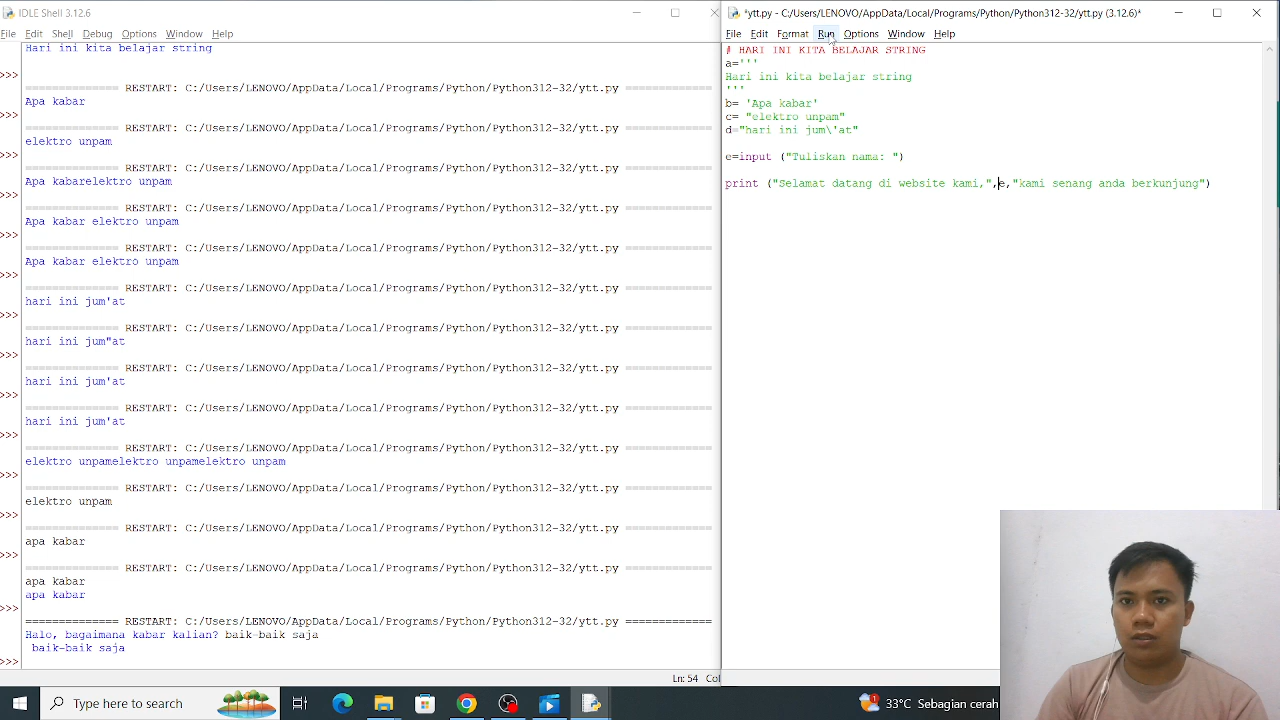 IDLE Shell 3.12.6
File Edit Shell Debug Options Window Help
Hari ini kita belajar string
>>>
============== RESTART: C:/Users/LENOVO/AppData/Local/Programs/Python/Python312-32/ytt.py =============
Apa kabar
>>>
============== RESTART: C:/Users/LENOVO/AppData/Local/Programs/Python/Python312-32/ytt.py =============
elektro unpam
>>>
============== RESTART: C:/Users/LENOVO/AppData/Local/Programs/Python/Python312-32/ytt.py =============
Apa kabarelektro unpam
>>>
============== RESTART: C:/Users/LENOVO/AppData/Local/Programs/Python/Python312-32/ytt.py =============
Apa kabar elektro unpam
>>>
============== RESTART: C:/Users/LENOVO/AppData/Local/Programs/Python/Python312-32/ytt.py =============
Apa kabar elektro unpam
>>>
============== RESTART: C:/Users/LENOVO/AppData/Local/Programs/Python/Python312-32/ytt.py =============
hari ini jum'at
>>>
============== RESTART: C:/Users/LENOVO/AppData/Local/Programs/Python/Python312-32/ytt.py =============
hari ini jum"at
>>>
============== RESTART: C:/Users/LENOVO/AppData/Local/Programs/Python/Python312-32/ytt.py =============
hari ini jum'at
>>>
============== RESTART: C:/Users/LENOVO/AppData/Local/Programs/Python/Python312-32/ytt.py =============
hari ini jum'at
>>>
============== RESTART: C:/Users/LENOVO/AppData/Local/Programs/Python/Python312-32/ytt.py =============
elektro unpamelektro unpamelektro unpam
>>>
============== RESTART: C:/Users/LENOVO/AppData/Local/Programs/Python/Python312-32/ytt.py =============
elektro unpam
>>>
============== RESTART: C:/Users/LENOVO/AppData/Local/Programs/Python/Python312-32/ytt.py =============
apa kabar
>>>
============== RESTART: C:/Users/LENOVO/AppData/Local/Programs/Python/Python312-32/ytt.py =============
apa kabar
apa kabar
>>>
============== RESTART: C:/Users/LENOVO/AppData/Local/Programs/Python/Python312-32/ytt.py =============
Halo, bagaimana kabar kalian? baik-baik saja
baik-baik saja
>>>
Ln: 54 Col
*ytt.py - C:/Users/LENOVO/AppData/Local/Programs/Python/Python312-32/ytt.py (3.12.6)*
File Edit Format Run Options Window Help
# HARI INI KITA BELAJAR STRING
a='''
Hari ini kita belajar string
'''
b= 'Apa kabar'
c= "elektro unpam"
d="hari ini jum\'at"
e=input ("Tuliskan nama: ")
print ("Selamat datang di website kami,",e,"kami senang anda berkunjung")
Type here to search
1
33°C Sebagian cerah